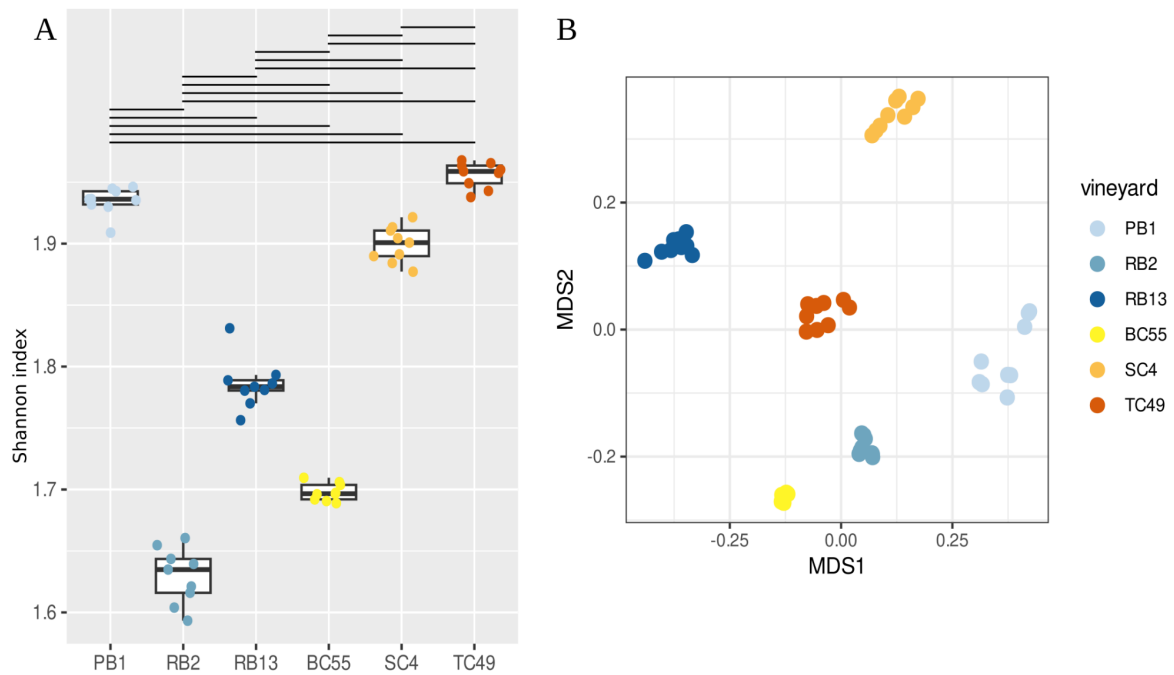 A
Shannon index
1.9
1.8
1.7
1.6
PB1 RB2 RB13 BC55 SC4 TC49
B
MDS2
0.2
0.0
-0.2
-0.25 0.00 0.25
MDS1
vineyard
PB1
RB2
RB13
BC55
SC4
TC49